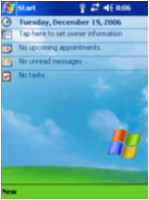 Start 8:06
Tuesday, December 19, 2006
Tap here to set owner information
No upcoming appointments
No unread messages
No tasks
New